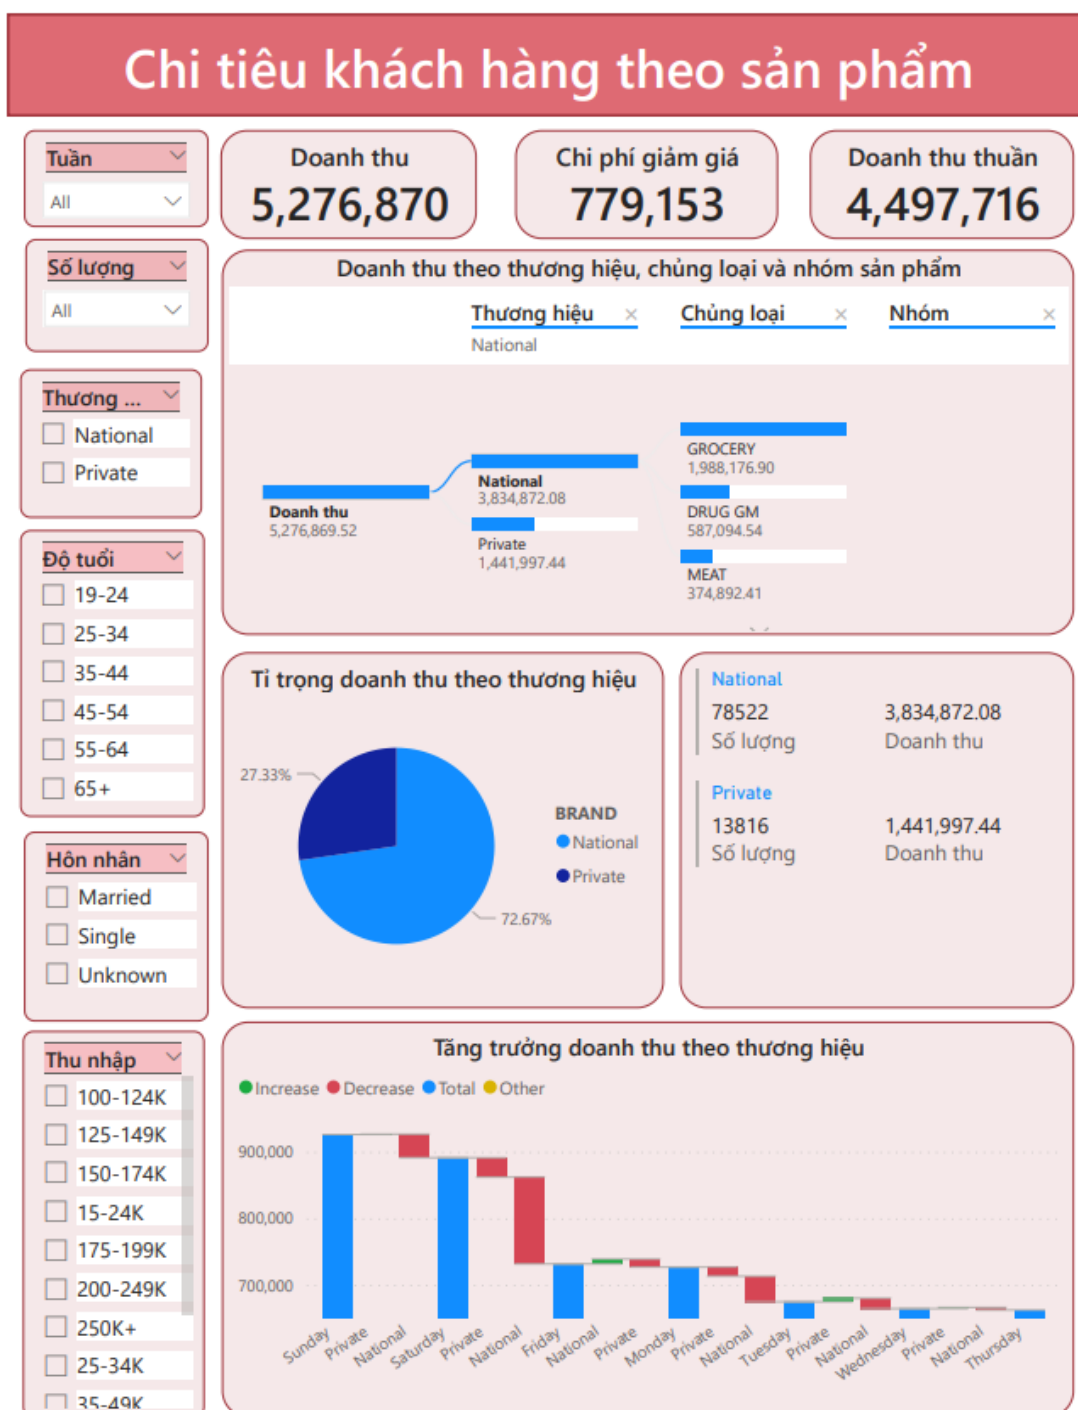 Chi tiêu khách hàng theo sản phẩm
Tuần
All
Số lượng
All
Thương ...
National
Private
Độ tuổi
19-24
25-34
35-44
45-54
55-64
65+
Hôn nhân
Married
Single
Unknown
Thu nhập
100-124K
125-149K
150-174K
15-24K
175-199K
200-249K
250K+
25-34K
35-49K
Doanh thu
5,276,870
Chi phí giảm giá
779,153
Doanh thu thuần
4,497,716
Doanh thu theo thương hiệu, chủng loại và nhóm sản phẩm
Thương hiệu
National
Chủng loại
Nhóm
Doanh thu
5,276,869.52
National
3,834,872.08
Private
1,441,997.44
GROCERY
1,988,176.90
DRUG GM
587,094.54
MEAT
374,892.41
Tỉ trọng doanh thu theo thương hiệu
27.33%
72.67%
BRAND
National
Private
National
78522 3,834,872.08
Số lượng Doanh thu
Private
13816 1,441,997.44
Số lượng Doanh thu
Tăng trưởng doanh thu theo thương hiệu
Increase Decrease Total Other
900,000
800,000
700,000
Sunday Private National Saturday Private National Friday National Private Monday Private National Tuesday Private National Wednesday Private National Thursday